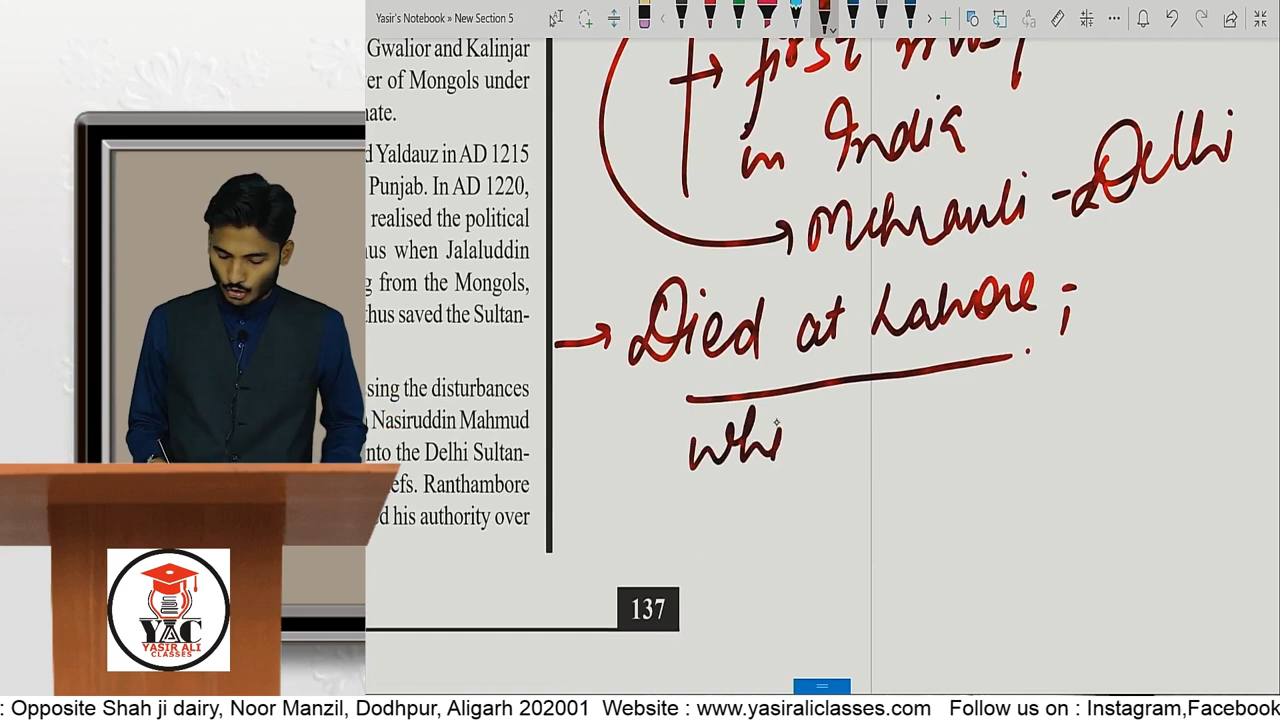 Yasir's Notebook » New Section 5
Gwalior and Kalinjar
er of Mongols under
nate.
d Yaldauz in AD 1215
Punjab. In AD 1220,
realised the political
us when Jalaluddin
g from the Mongols,
thus saved the Sultan-
sing the disturbances
Nasiruddin Mahmud
nto the Delhi Sultan-
efs. Ranthambore
d his authority over
137
→ first
in India
→ Mehrauli - Delhi
→ Died at Lahore ;
whi
YAC
YASIR ALI
CLASSES
: Opposite Shah ji dairy, Noor Manzil, Dodhpur, Aligarh 202001 Website : www.yasiraliclasses.com Follow us on : Instagram,Facebook